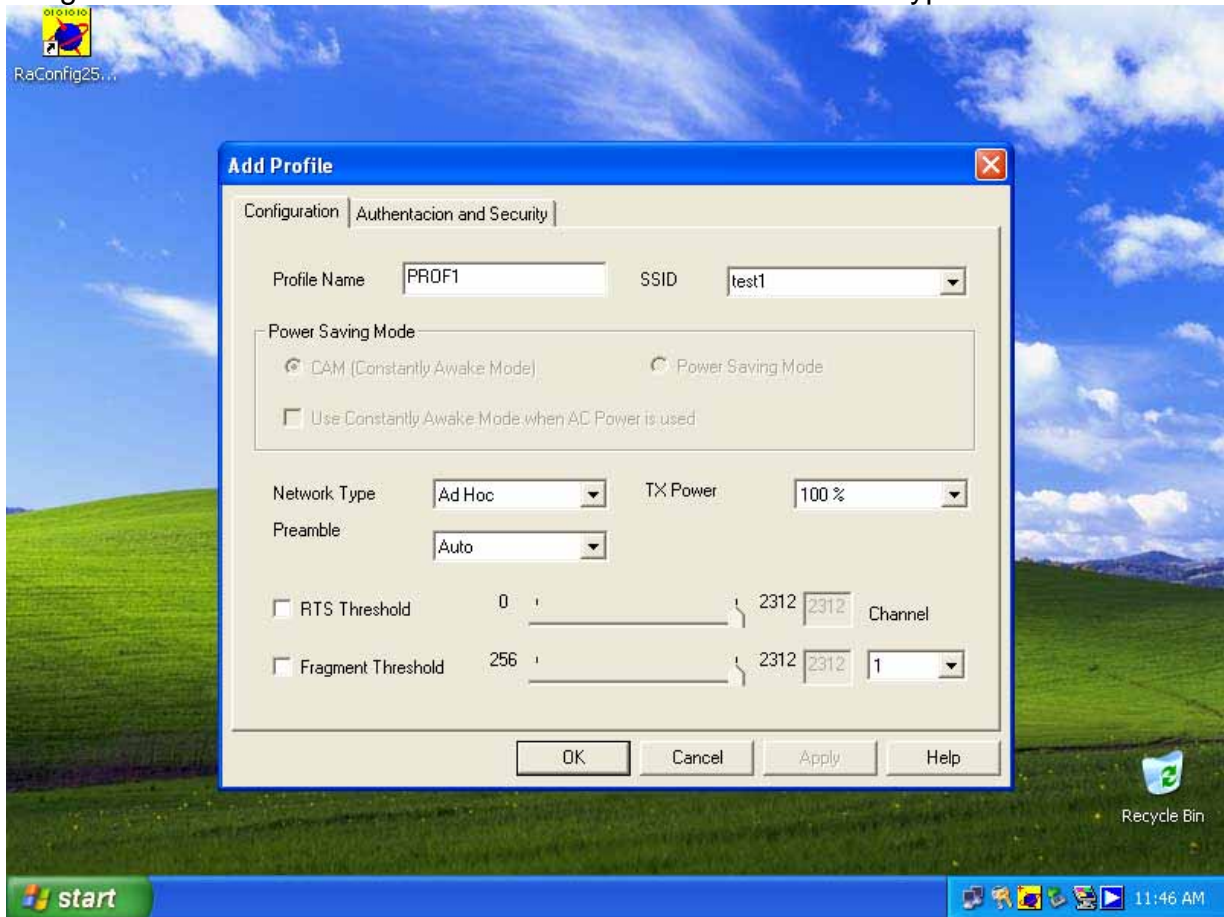 0101010
RaConfig25...
Add Profile
Configuration Authentacion and Security
Profile Name PROF1 SSID test1
Power Saving Mode
CAM (Constantly Awake Mode) Power Saving Mode
Use Constantly Awake Mode when AC Power is used
Network Type Ad Hoc TX Power 100 %
Preamble Auto
RTS Threshold 0 2312 2312 Channel
Fragment Threshold 256 2312 2312 1
OK Cancel Apply Help
Recycle Bin
start 11:46 AM